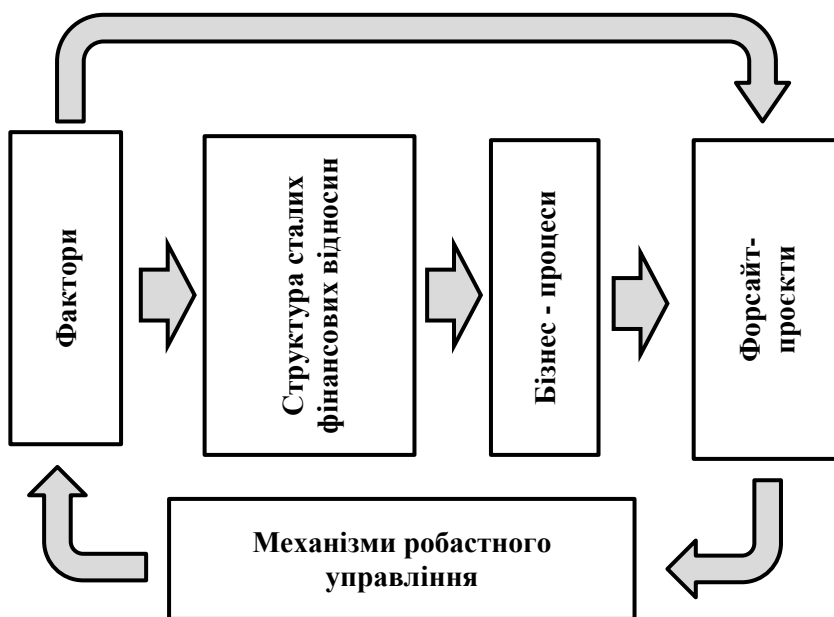 Фактори
Структура сталих
фінансових відносин
Бізнес - процеси
Форсайт-
проєкти
Механізми робастного
управління